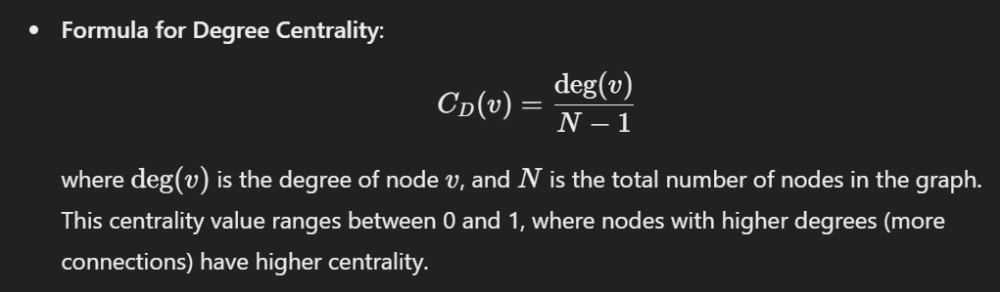 • Formula for Degree Centrality:
C_D(v) = deg(v) / (N − 1)
where deg(v) is the degree of node v, and N is the total number of nodes in the graph.
This centrality value ranges between 0 and 1, where nodes with higher degrees (more
connections) have higher centrality.